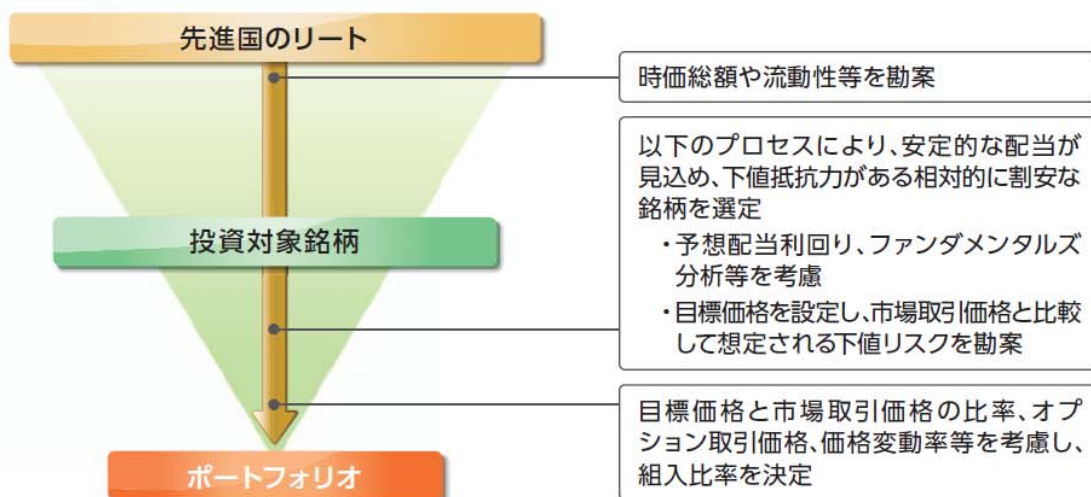 先進国のリート
時価総額や流動性等を勘案
以下のプロセスにより、安定的な配当が
見込め、下値抵抗力がある相対的に割安な
銘柄を選定
・予想配当利回り、ファンダメンタルズ
分析等を考慮
・目標価格を設定し、市場取引価格と比較
して想定される下値リスクを勘案
投資対象銘柄
目標価格と市場取引価格の比率、オプ
ション取引価格、価格変動率等を考慮し、
組入比率を決定
ポートフォリオ